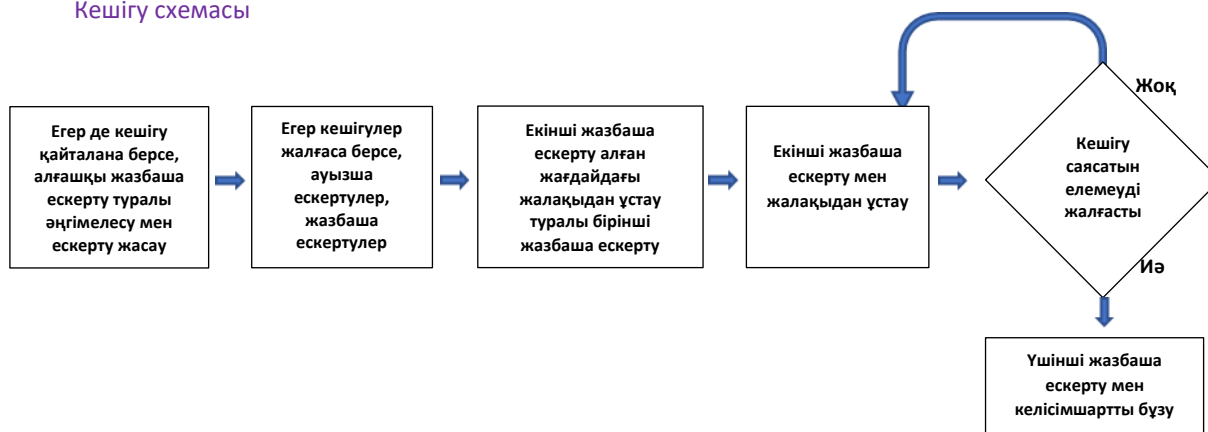 Кешігу схемасы
Егер де кешігу
қайталана берсе,
алғашқы жазбаша
ескерту туралы
әңгімелесу мен
ескерту жасау
Егер кешігулер
жалғаса берсе,
ауызша
ескертулер,
жазбаша
ескертулер
Екінші жазбаша
ескерту алған
жағдайдағы
жалақыдан ұстау
туралы бірінші
жазбаша ескерту
Екінші жазбаша
ескерту мен
жалақыдан ұстау
Жоқ
Кешігу
саясатын
елемеуді
жалғасты
Иә
Үшінші жазбаша
ескерту мен
келісімшартты бұзу